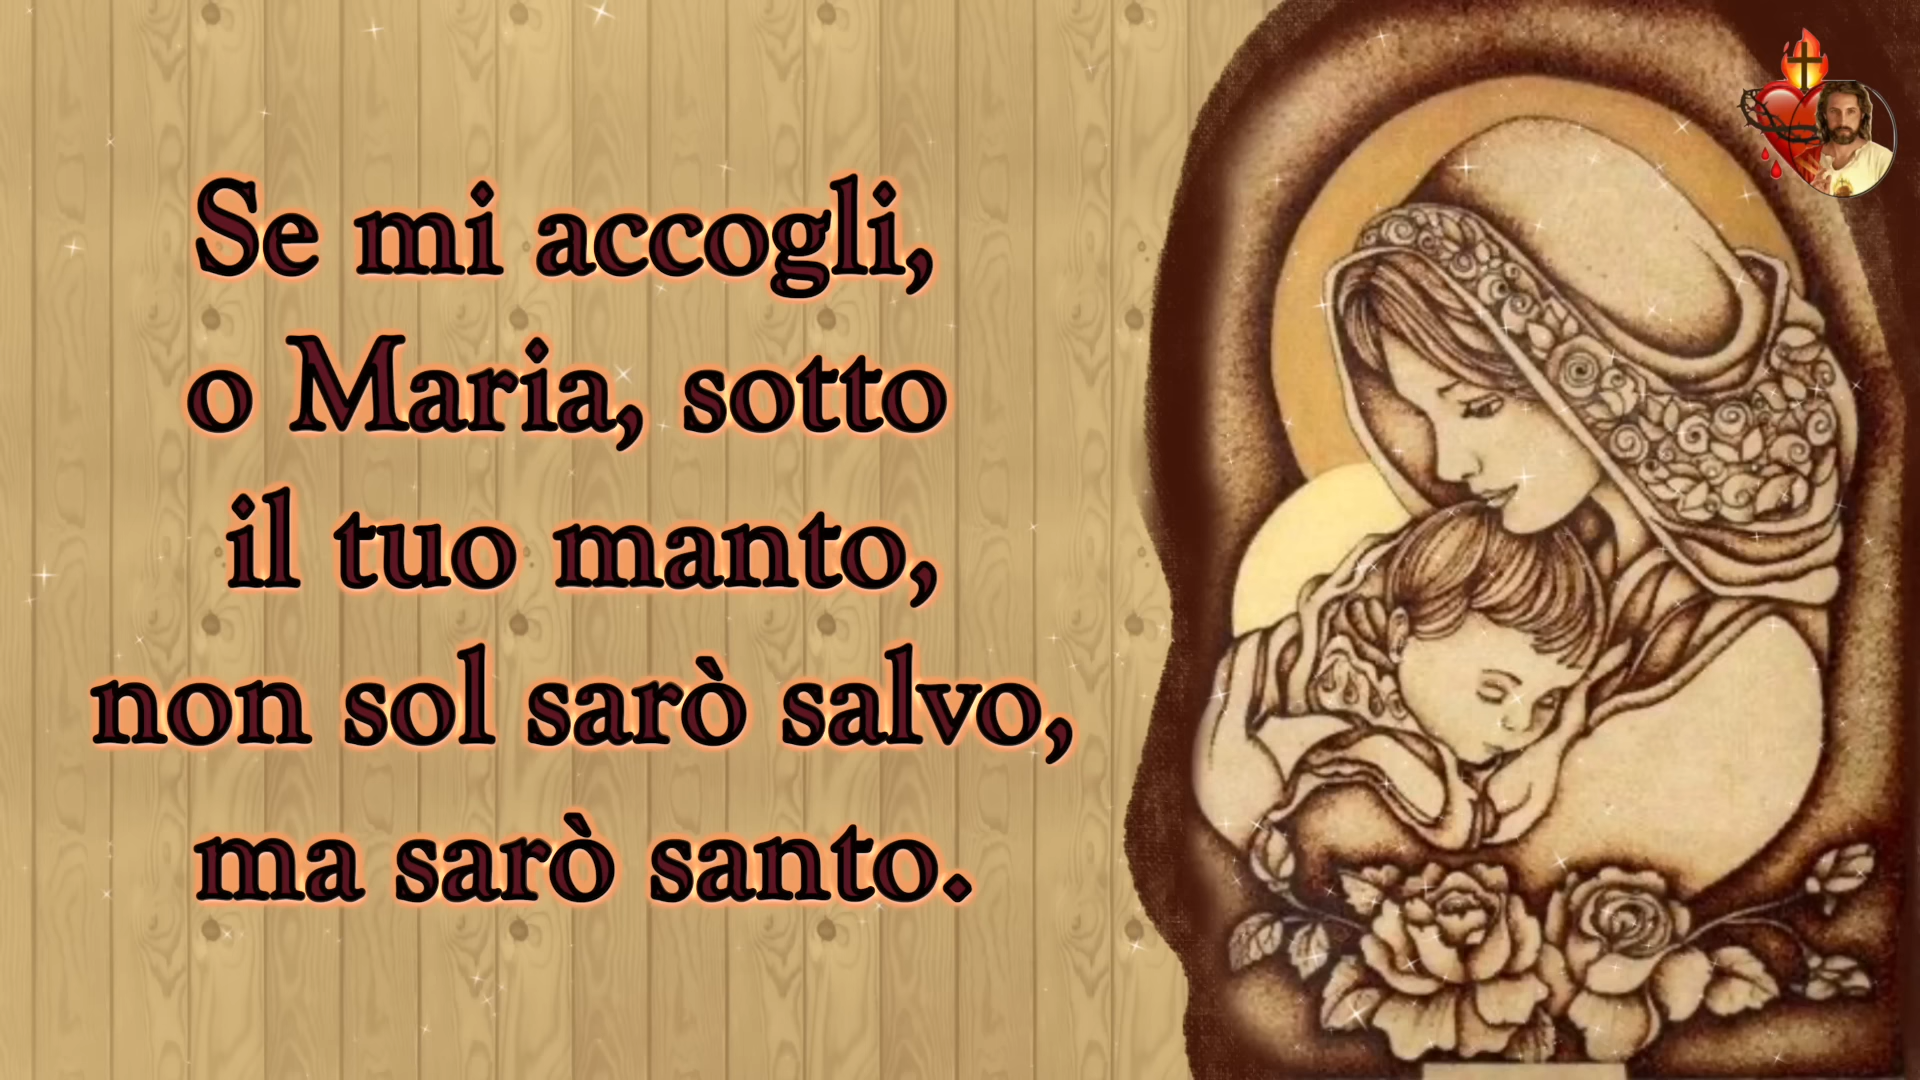 Se mi accogli,
o Maria, sotto
il tuo manto,
non sol sarò salvo,
ma sarò santo.